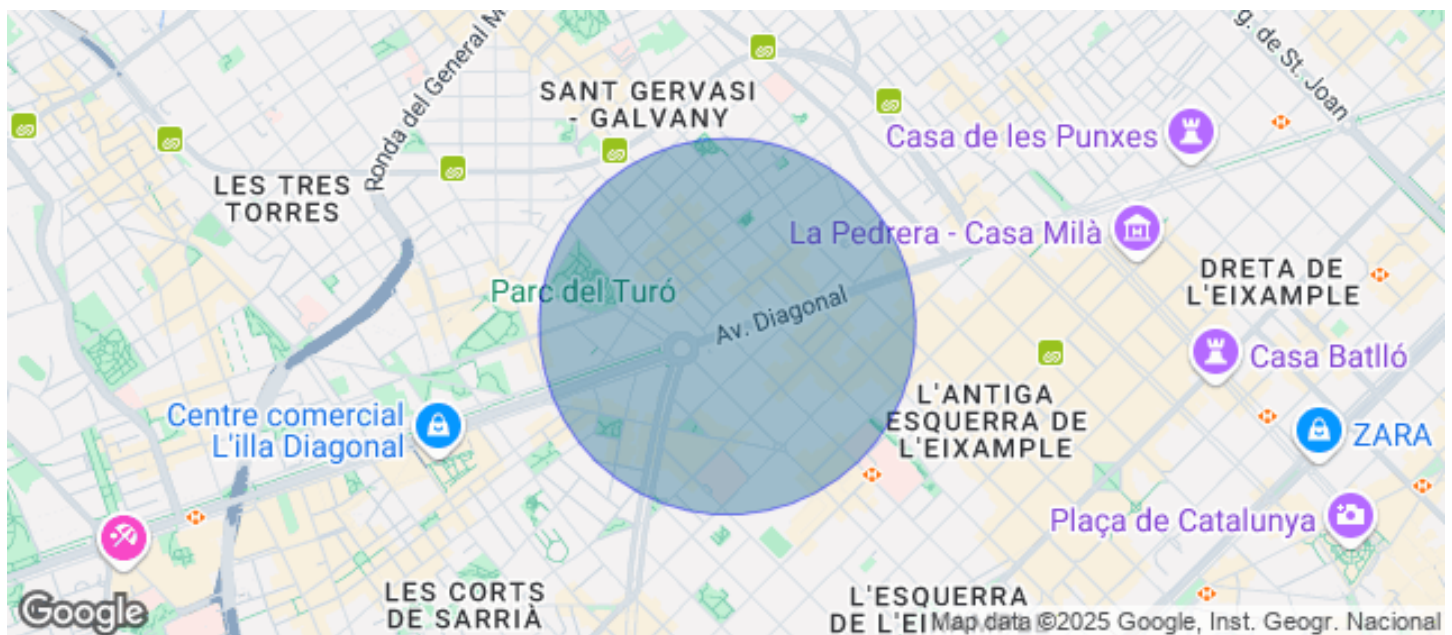 Ronda del General M
g. de St. Joan
SANT GERVASI
- GALVANY
Casa de les Punxes
LES TRES
TORRES
La Pedrera - Casa Milà
DRETA DE
L'EIXAMPLE
Parc del Turó
Av. Diagonal
Casa Batlló
L'ANTIGA
ESQUERRA DE
L'EIXAMPLE
Centre comercial
L'illa Diagonal
ZARA
Plaça de Catalunya
LES CORTS
DE SARRIÀ
L'ESQUERRA
DE L'EI
Google
Map data ©2025 Google, Inst. Geogr. Nacional